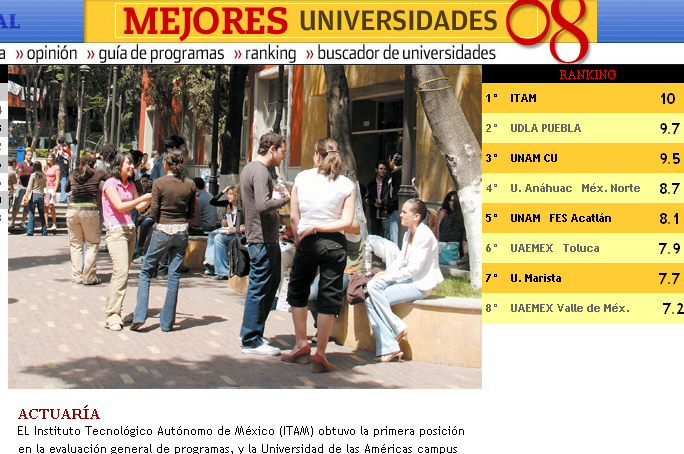 AL MEJORES UNIVERSIDADES 08
a » opinión » guía de programas » ranking » buscador de universidades
RANKING
1° ITAM 10
2° UDLA PUEBLA 9.7
3° UNAM CU 9.5
4° U. Anáhuac Méx. Norte 8.7
5° UNAM FES Acatlán 8.1
6° UAEMEX Toluca 7.9
7° U. Marista 7.7
8° UAEMEX Valle de Méx. 7.2
ACTUARÍA
EL Instituto Tecnológico Autónomo de México (ITAM) obtuvo la primera posición
en la evaluación general de programas, y la Universidad de las Américas campus